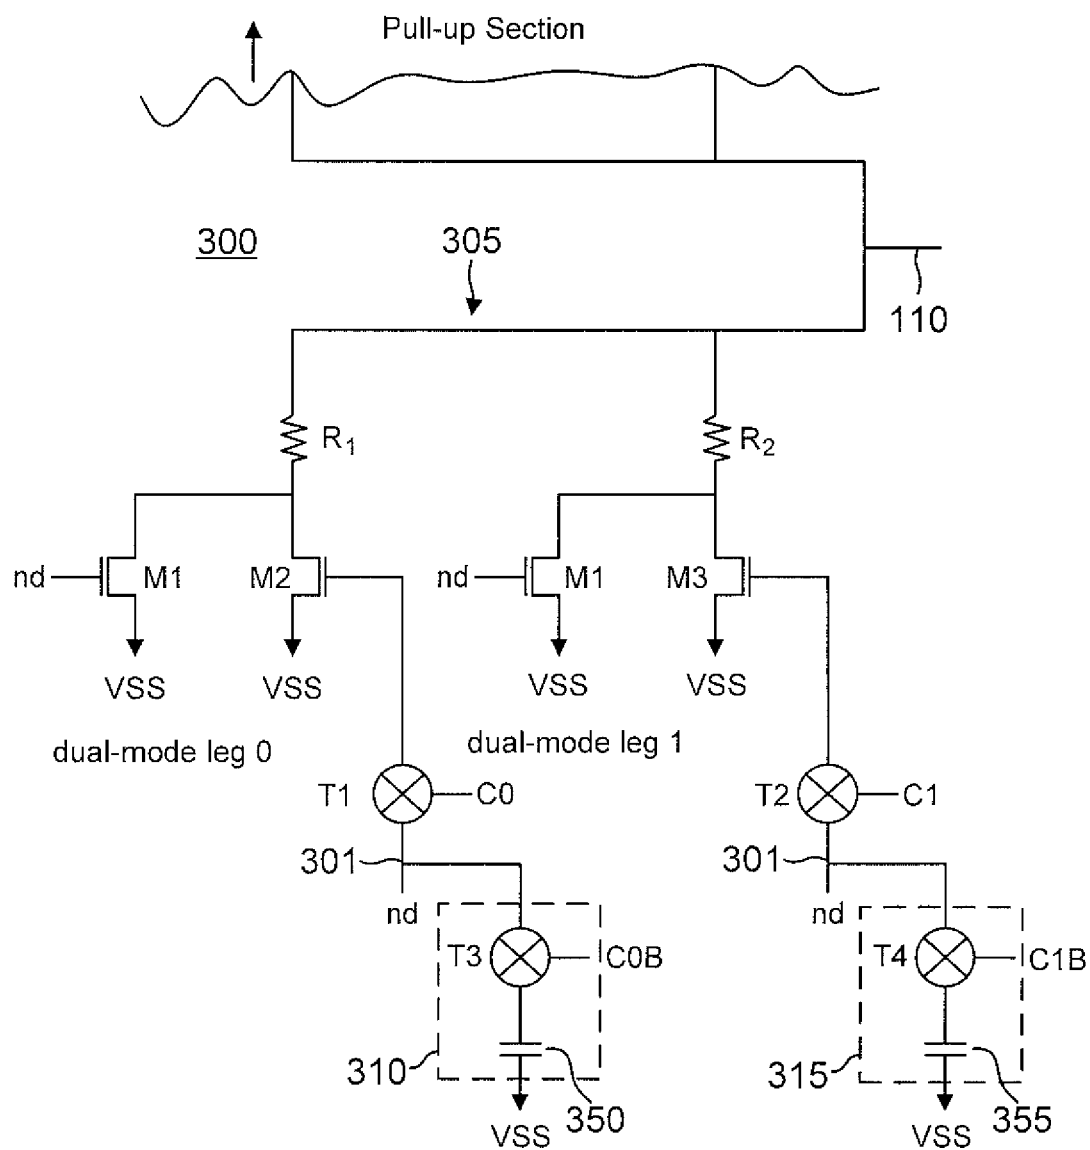 Pull-up Section
300
305
110
R1
R2
nd
M1
M2
nd
M1
M3
VSS
VSS
VSS
VSS
dual-mode leg 0
dual-mode leg 1
T1
C0
T2
C1
301
301
nd
nd
T3
C0B
T4
C1B
310
350
315
355
VSS
VSS